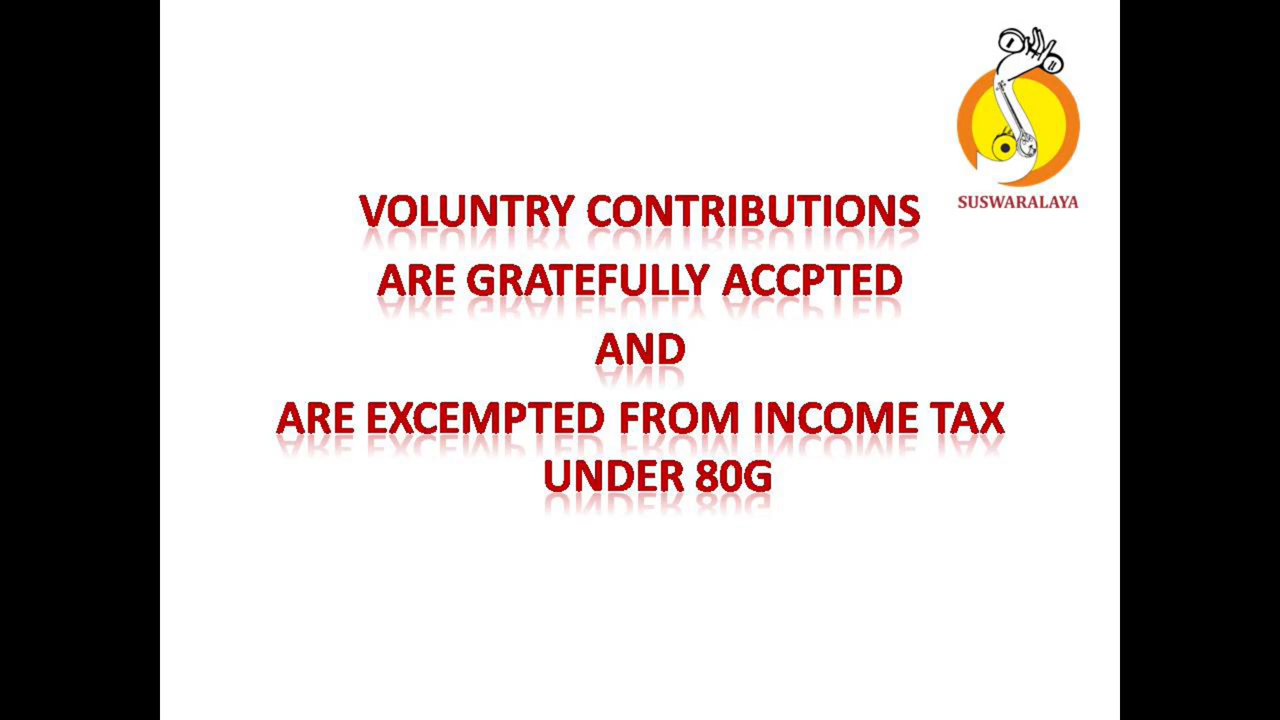 SUSWARALAYA
VOLUNTRY CONTRIBUTIONS
ARE GRATEFULLY ACCPTED
AND
ARE EXCEMPTED FROM INCOME TAX
UNDER 80G